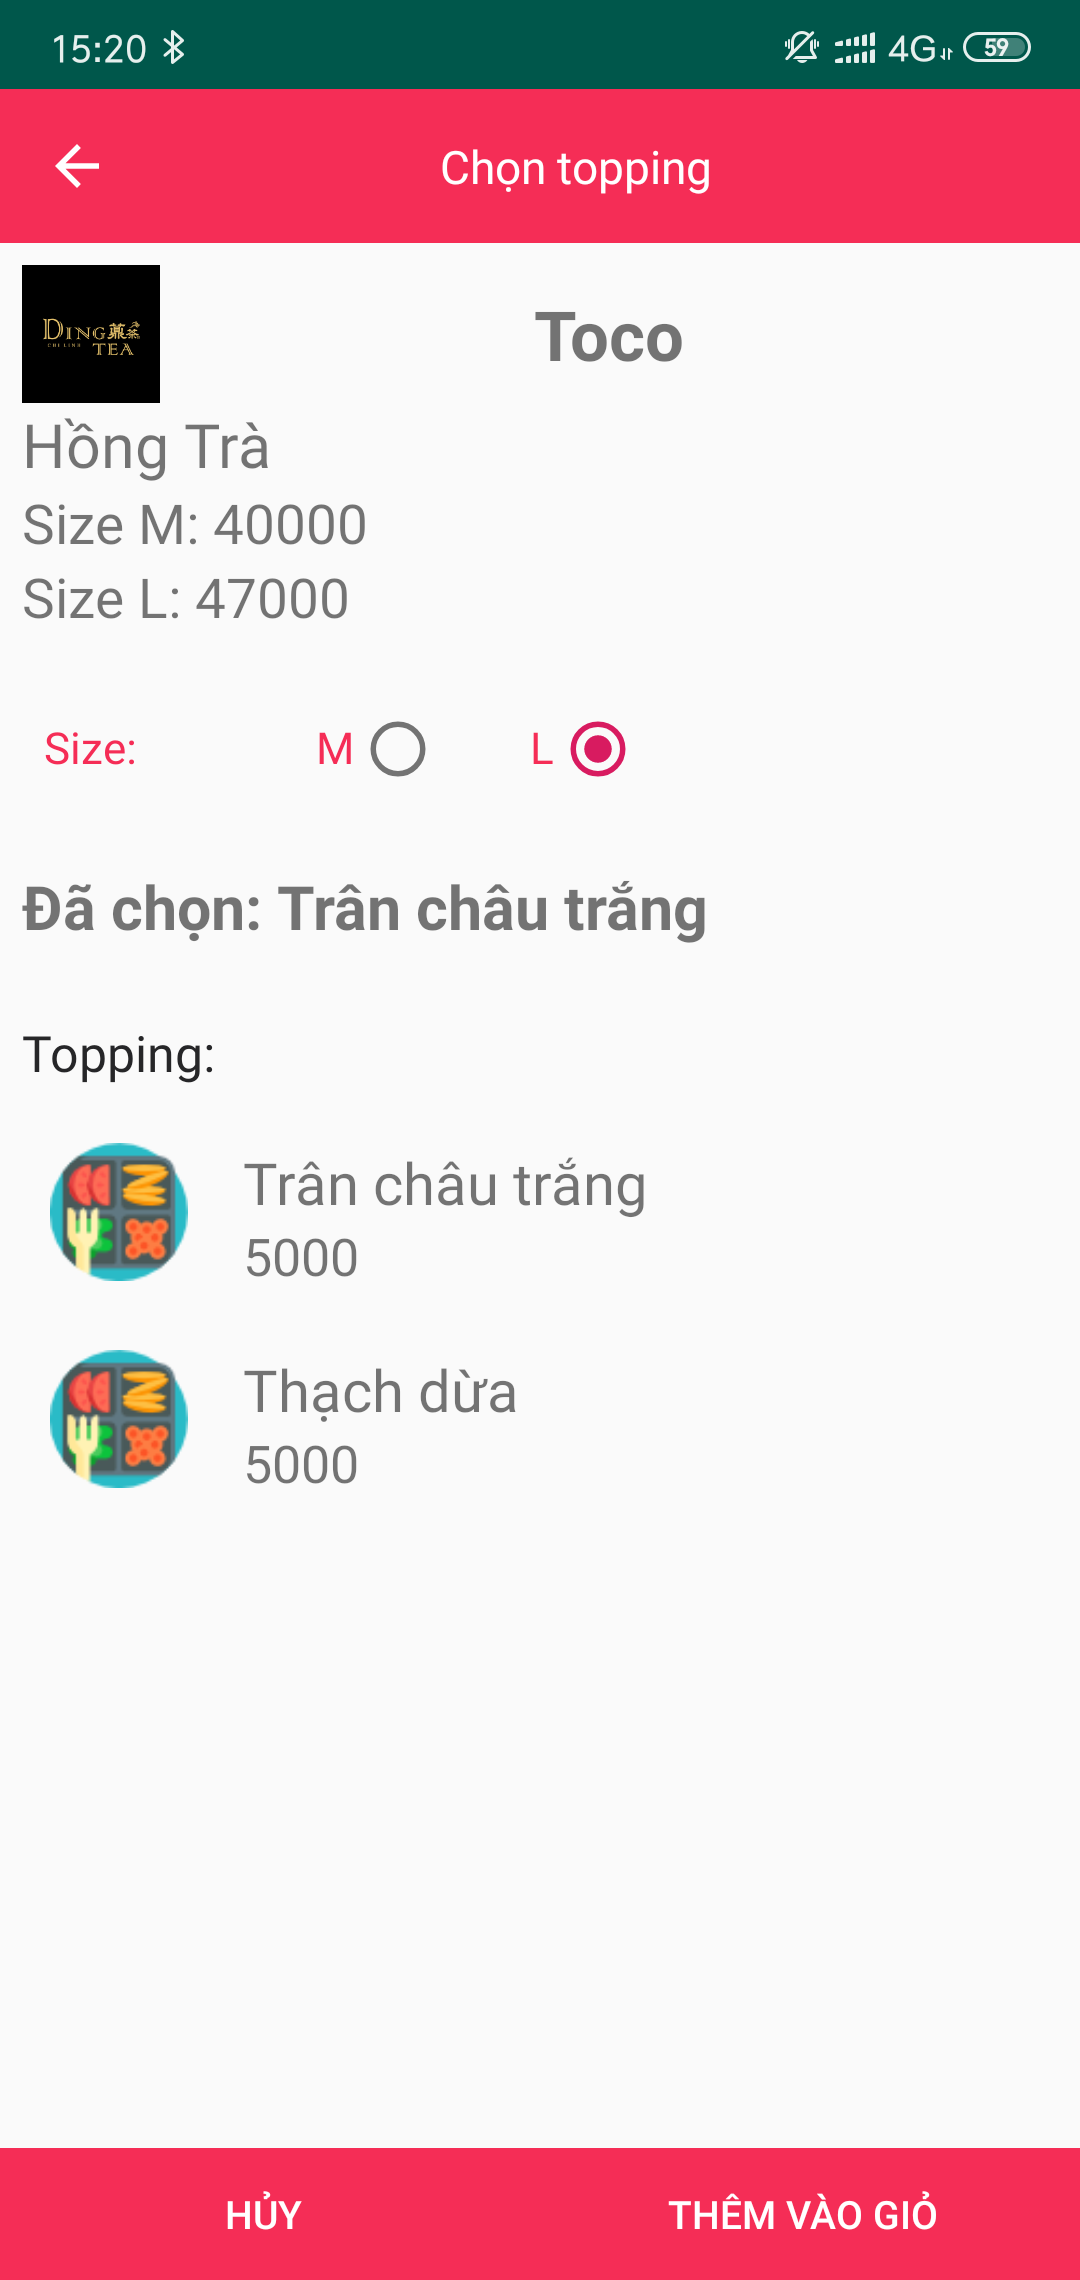 15:20
4G 59
Chọn topping
DING TEA
Toco
Hồng Trà
Size M: 40000
Size L: 47000
Size: M L
Đã chọn: Trân châu trắng
Topping:
Trân châu trắng
5000
Thạch dừa
5000
HỦY THÊM VÀO GIỎ